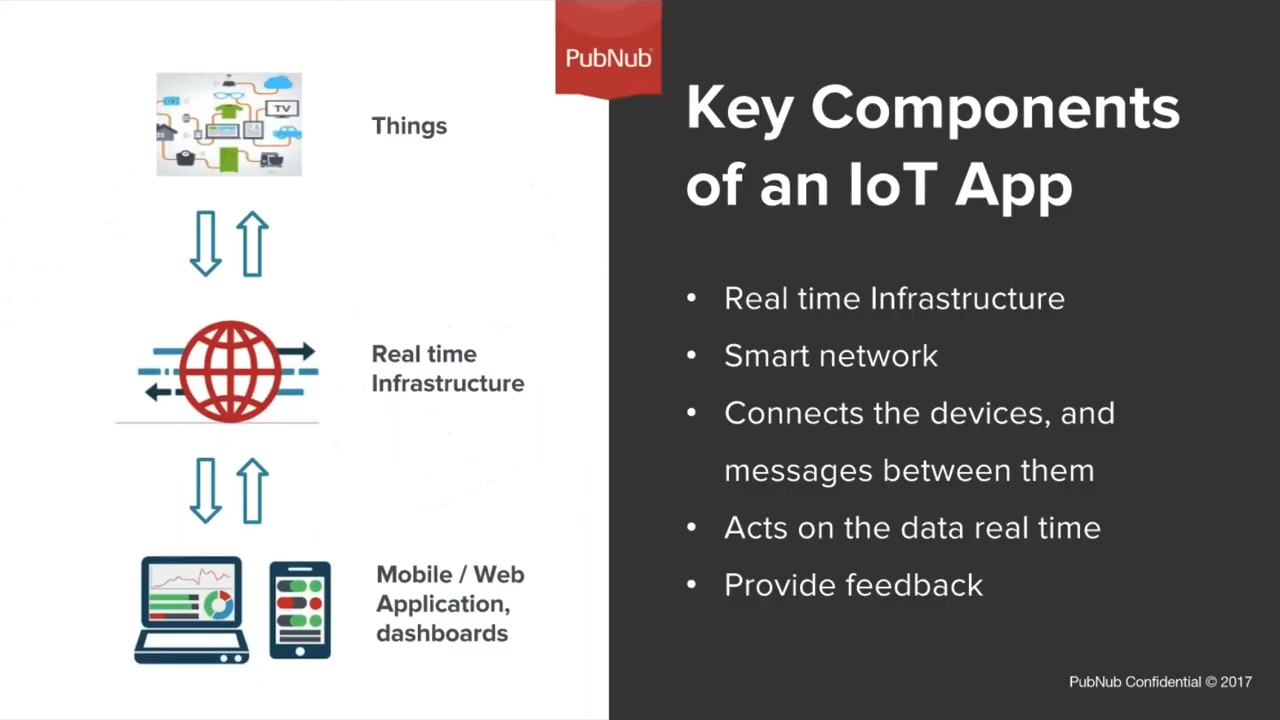 PubNub
Key Components
of an IoT App
TV
Things
Real time
Infrastructure
Mobile / Web
Application,
dashboards
• Real time Infrastructure
• Smart network
• Connects the devices, and
messages between them
• Acts on the data real time
• Provide feedback
PubNub Confidential © 2017